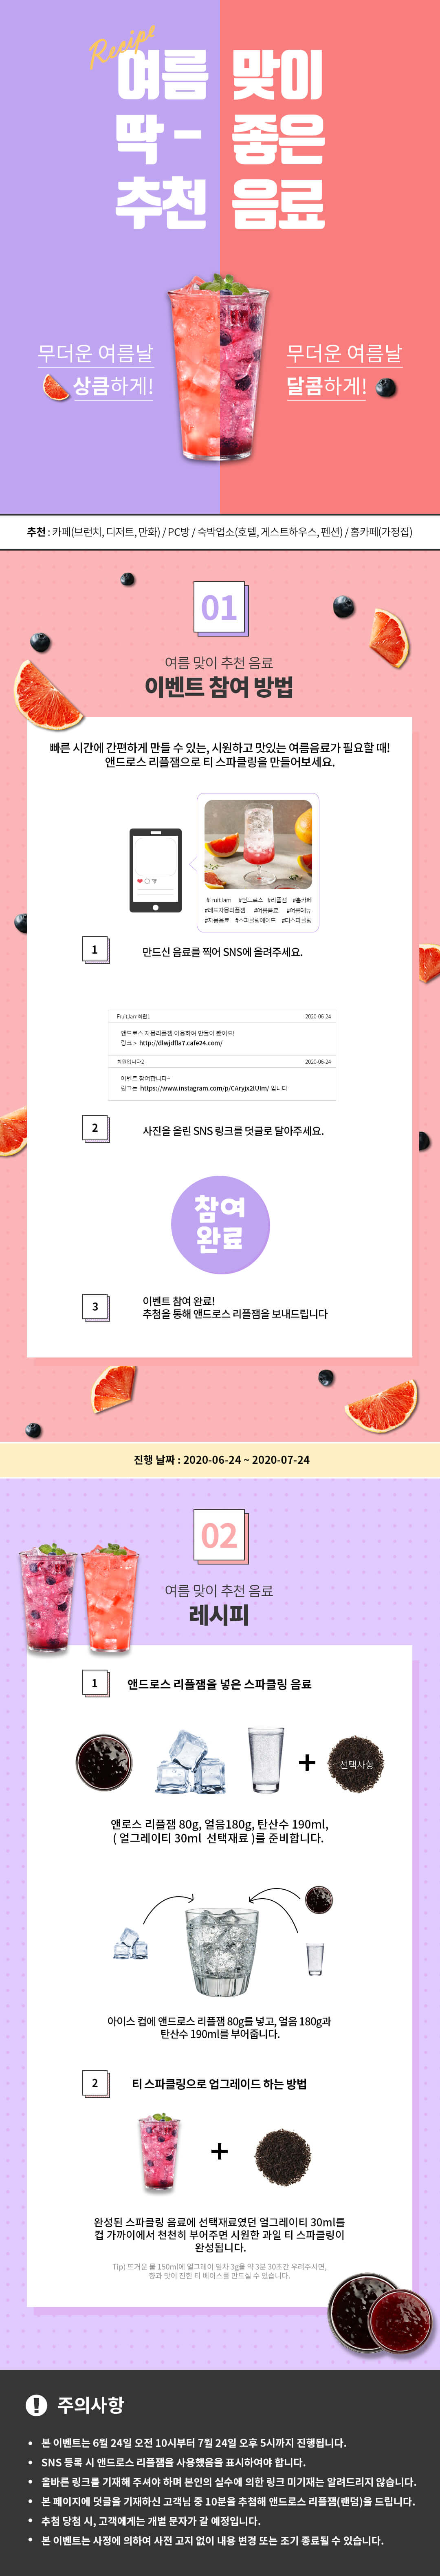 Recipe
여름 맞이
딱 - 좋은
추천 음료
무더운 여름날
상큼하게!
무더운 여름날
달콤하게!
추천 : 카페(브런치, 디저트, 만화) / PC방 / 숙박업소(호텔, 게스트하우스, 펜션) / 홈카페(가정집)
01
여름 맞이 추천 음료
이벤트 참여 방법
빠른 시간에 간편하게 만들 수 있는, 시원하고 맛있는 여름음료가 필요할 때!
앤드로스 리플잼으로 티 스파클링을 만들어보세요.
#FruitJam #앤드로스 #리플잼 #홈카페
#레드자몽리플잼 #여름음료 #여름메뉴
#자몽음료 #스파클링에이드 #티스파클링
1
만드신 음료를 찍어 SNS에 올려주세요.
FruitJam회원1 2020-06-24
앤드로스 자몽리플잼 이용하여 만들어 봤어요!
링크 > http://dlwjdfla7.cafe24.com/
회원입니다2 2020-06-24
이벤트 참여합니다~
링크는 https://www.instagram.com/p/CAryjx2lUim/ 입니다
2
사진을 올린 SNS 링크를 덧글로 달아주세요.
참여
완료
3
이벤트 참여 완료!
추첨을 통해 앤드로스 리플잼을 보내드립니다
진행 날짜 : 2020-06-24 ~ 2020-07-24
02
여름 맞이 추천 음료
레시피
1
앤드로스 리플잼을 넣은 스파클링 음료
+
선택사항
앤로스 리플잼 80g, 얼음180g, 탄산수 190ml,
( 얼그레이티 30ml 선택재료 )를 준비합니다.
아이스 컵에 앤드로스 리플잼 80g를 넣고, 얼음 180g과
탄산수 190ml를 부어줍니다.
2
티 스파클링으로 업그레이드 하는 방법
+
완성된 스파클링 음료에 선택재료였던 얼그레이티 30ml를
컵 가까이에서 천천히 부어주면 시원한 과일 티 스파클링이
완성됩니다.
Tip) 뜨거운 물 150ml에 얼그레이 잎차 3g을 약 3분 30초간 우려주시면,
향과 맛이 진한 티 베이스를 만드실 수 있습니다.
! 주의사항
• 본 이벤트는 6월 24일 오전 10시부터 7월 24일 오후 5시까지 진행됩니다.
• SNS 등록 시 앤드로스 리플잼을 사용했음을 표시하여야 합니다.
• 올바른 링크를 기재해 주셔야 하며 본인의 실수에 의한 링크 미기재는 알려드리지 않습니다.
• 본 페이지에 덧글을 기재하신 고객님 중 10분을 추첨해 앤드로스 리플잼(랜덤)을 드립니다.
• 추첨 당첨 시, 고객에게는 개별 문자가 갈 예정입니다.
• 본 이벤트는 사정에 의하여 사전 고지 없이 내용 변경 또는 조기 종료될 수 있습니다.